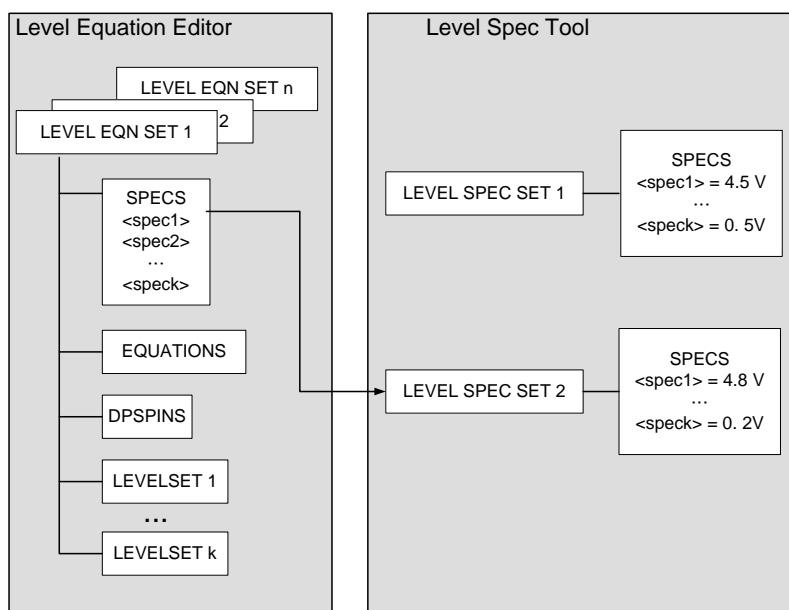 Level Equation Editor
LEVEL EQN SET n
2
LEVEL EQN SET 1
SPECS
<spec1>
<spec2>
...
<speck>
EQUATIONS
DPSPINS
LEVELSET 1
...
LEVELSET k
Level Spec Tool
LEVEL SPEC SET 1
SPECS
<spec1> = 4.5 V
...
<speck> = 0. 5V
LEVEL SPEC SET 2
SPECS
<spec1> = 4.8 V
...
<speck> = 0. 2V